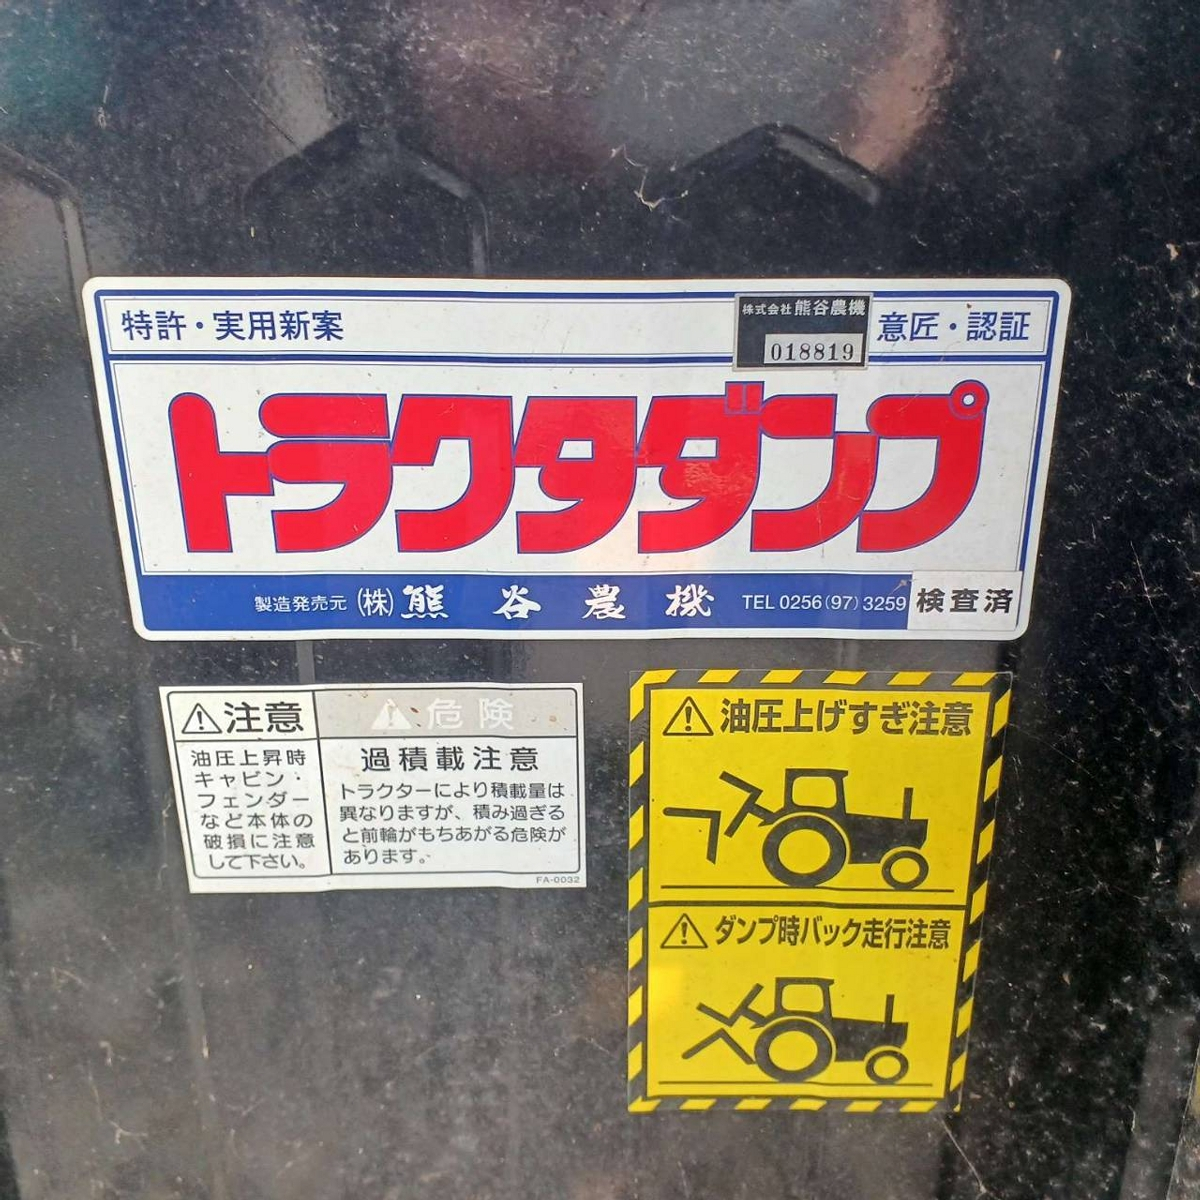 特許・実用新案
株式会社 熊谷農機
018819
意匠・認証
トラクタダンプ
製造発売元 (株) 熊谷農機 TEL 0256(97)3259
検査済
⚠注意
油圧上昇時
キャビン・
フェンダー
など本体の
破損に注意
して下さい。
⚠危険
過積載注意
トラクターにより積載量は
異なりますが、積み過ぎる
と前輪がもちあがる危険が
あります。
FA-0032
⚠油圧上げすぎ注意
⚠ダンプ時バック走行注意